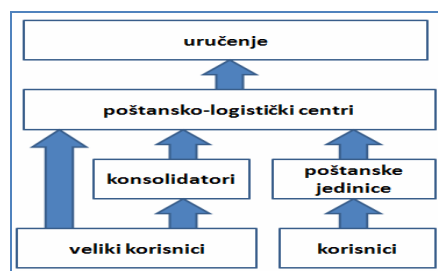 uručenje
poštansko-logistički centri
konsolidatori
poštanske
jedinice
veliki korisnici
korisnici